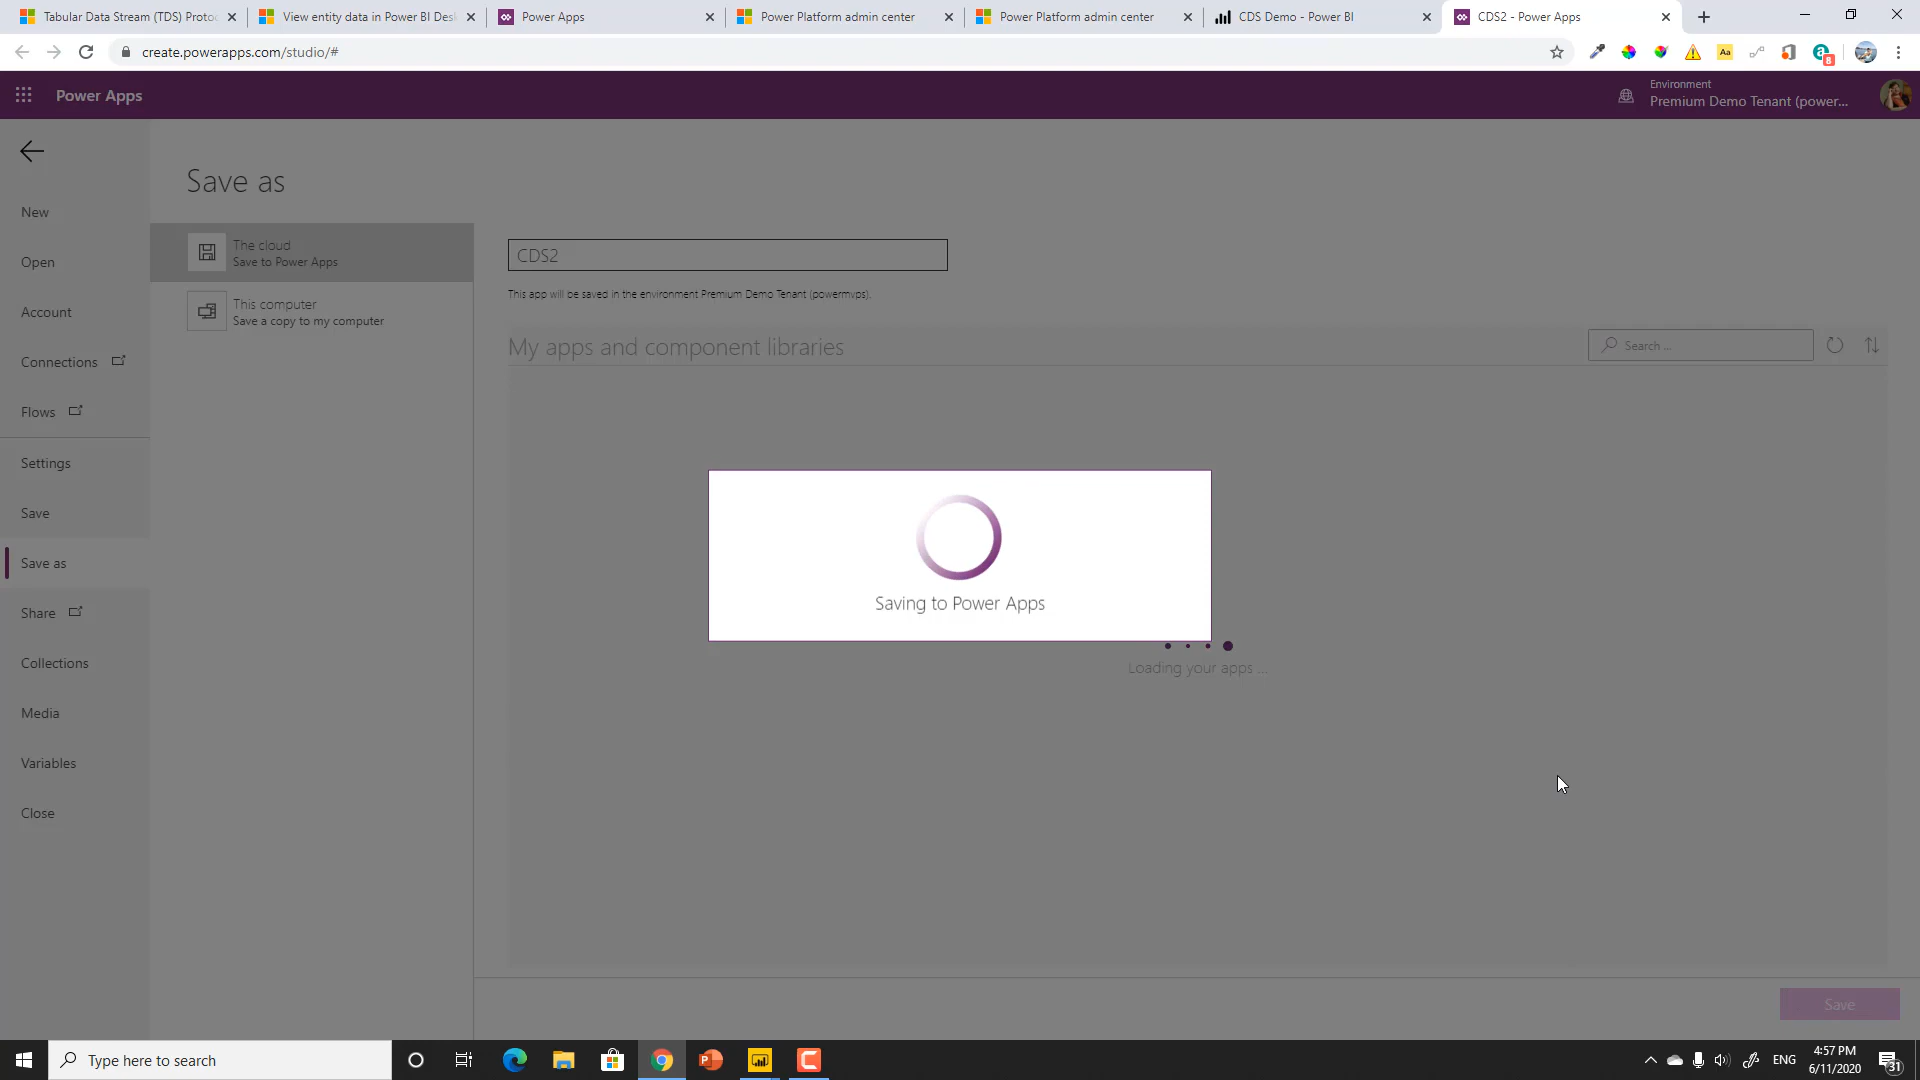 Tabular Data Stream (TDS) Protoc
View entity data in Power BI Des
Power Apps
Power Platform admin center
Power Platform admin center
CDS Demo - Power BI
CDS2 - Power Apps
create.powerapps.com/studio/#
Aa
8
Power Apps
Environment
Premium Demo Tenant (power...
Save as
New
Open
Account
Connections
Flows
Settings
Save
Save as
Share
Collections
Media
Variables
Close
The cloud
Save to Power Apps
This computer
Save a copy to my computer
CDS2
This app will be saved in the environment Premium Demo Tenant (powermvps).
My apps and component libraries
Search ...
Saving to Power Apps
Loading your apps ...
Save
Type here to search
ENG
4:57 PM
6/11/2020
31